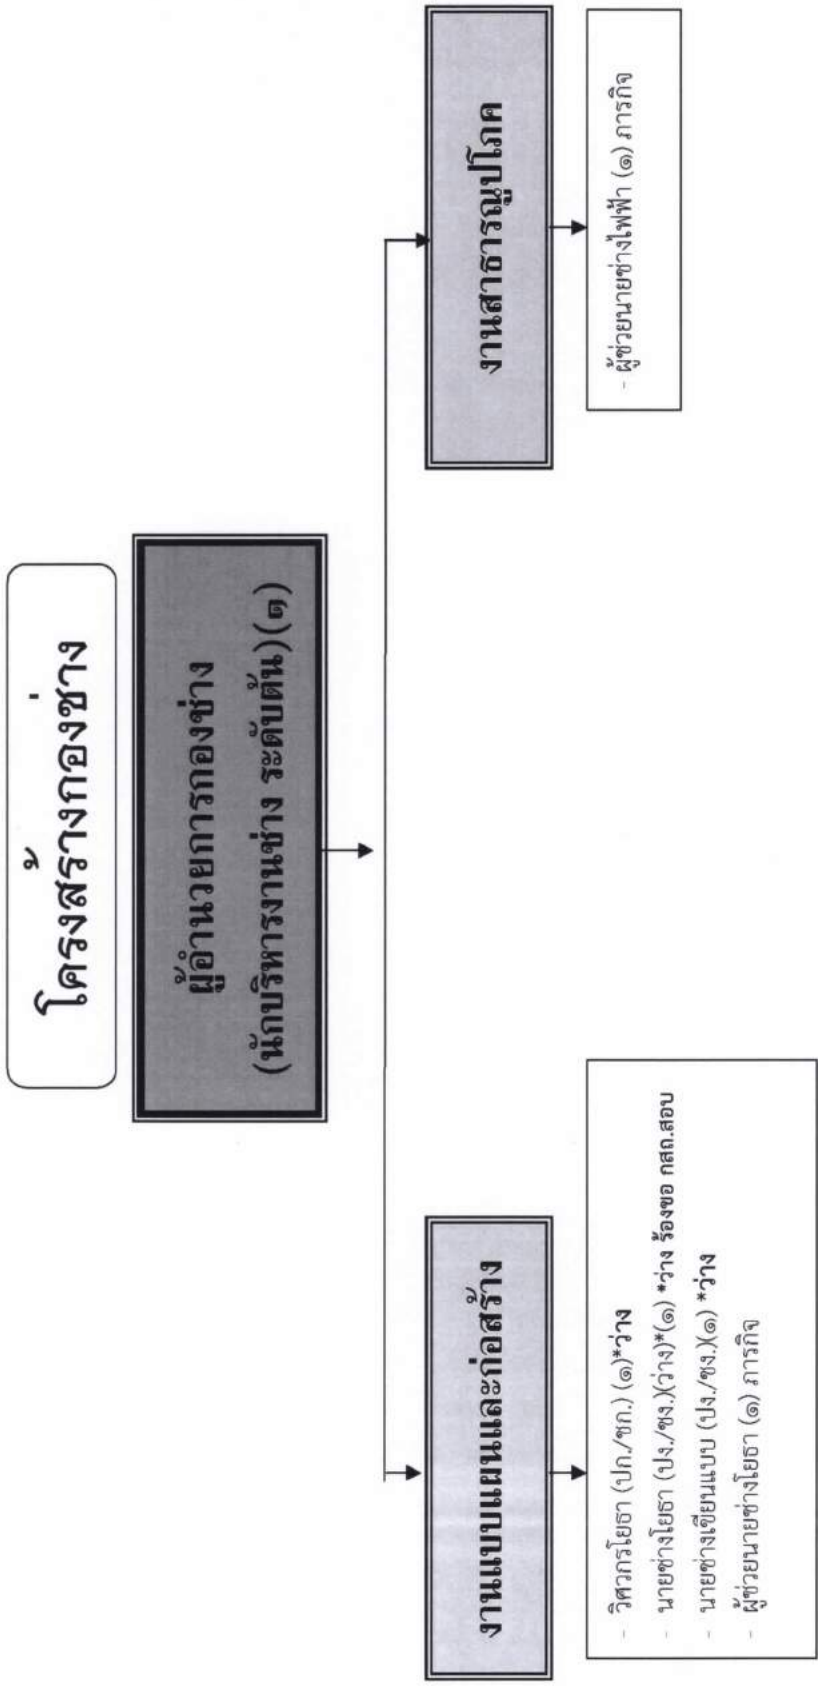 โครงสร้างกองช่าง
ผู้อำนวยการกองช่าง
(นักบริหารงานช่าง ระดับต้น)(๑)
งานแบบแผนและก่อสร้าง
- วิศวกรโยธา (ปก./ชก.) (๑)*ว่าง
- นายช่างโยธา (ปง./ชง.)(ว่าง)*(๑) *ว่าง ร้องขอ กสถ.สอบ
- นายช่างเขียนแบบ (ปง./ชง.)(๑) *ว่าง
- ผู้ช่วยนายช่างโยธา (๑) ภารกิจ
งานสาธารณูปโภค
- ผู้ช่วยนายช่างไฟฟ้า (๑) ภารกิจ